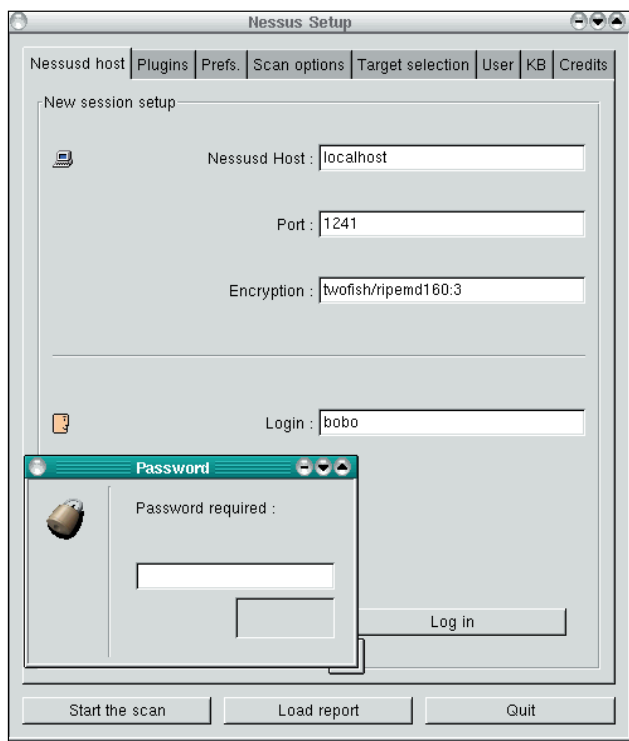 Nessus Setup
Nessusd host Plugins Prefs. Scan options Target selection User KB Credits
New session setup
Nessusd Host : localhost
Port : 1241
Encryption : twofish/ripemd160:3
Login : bobo
Password
Password required :
Log in
Start the scan Load report Quit